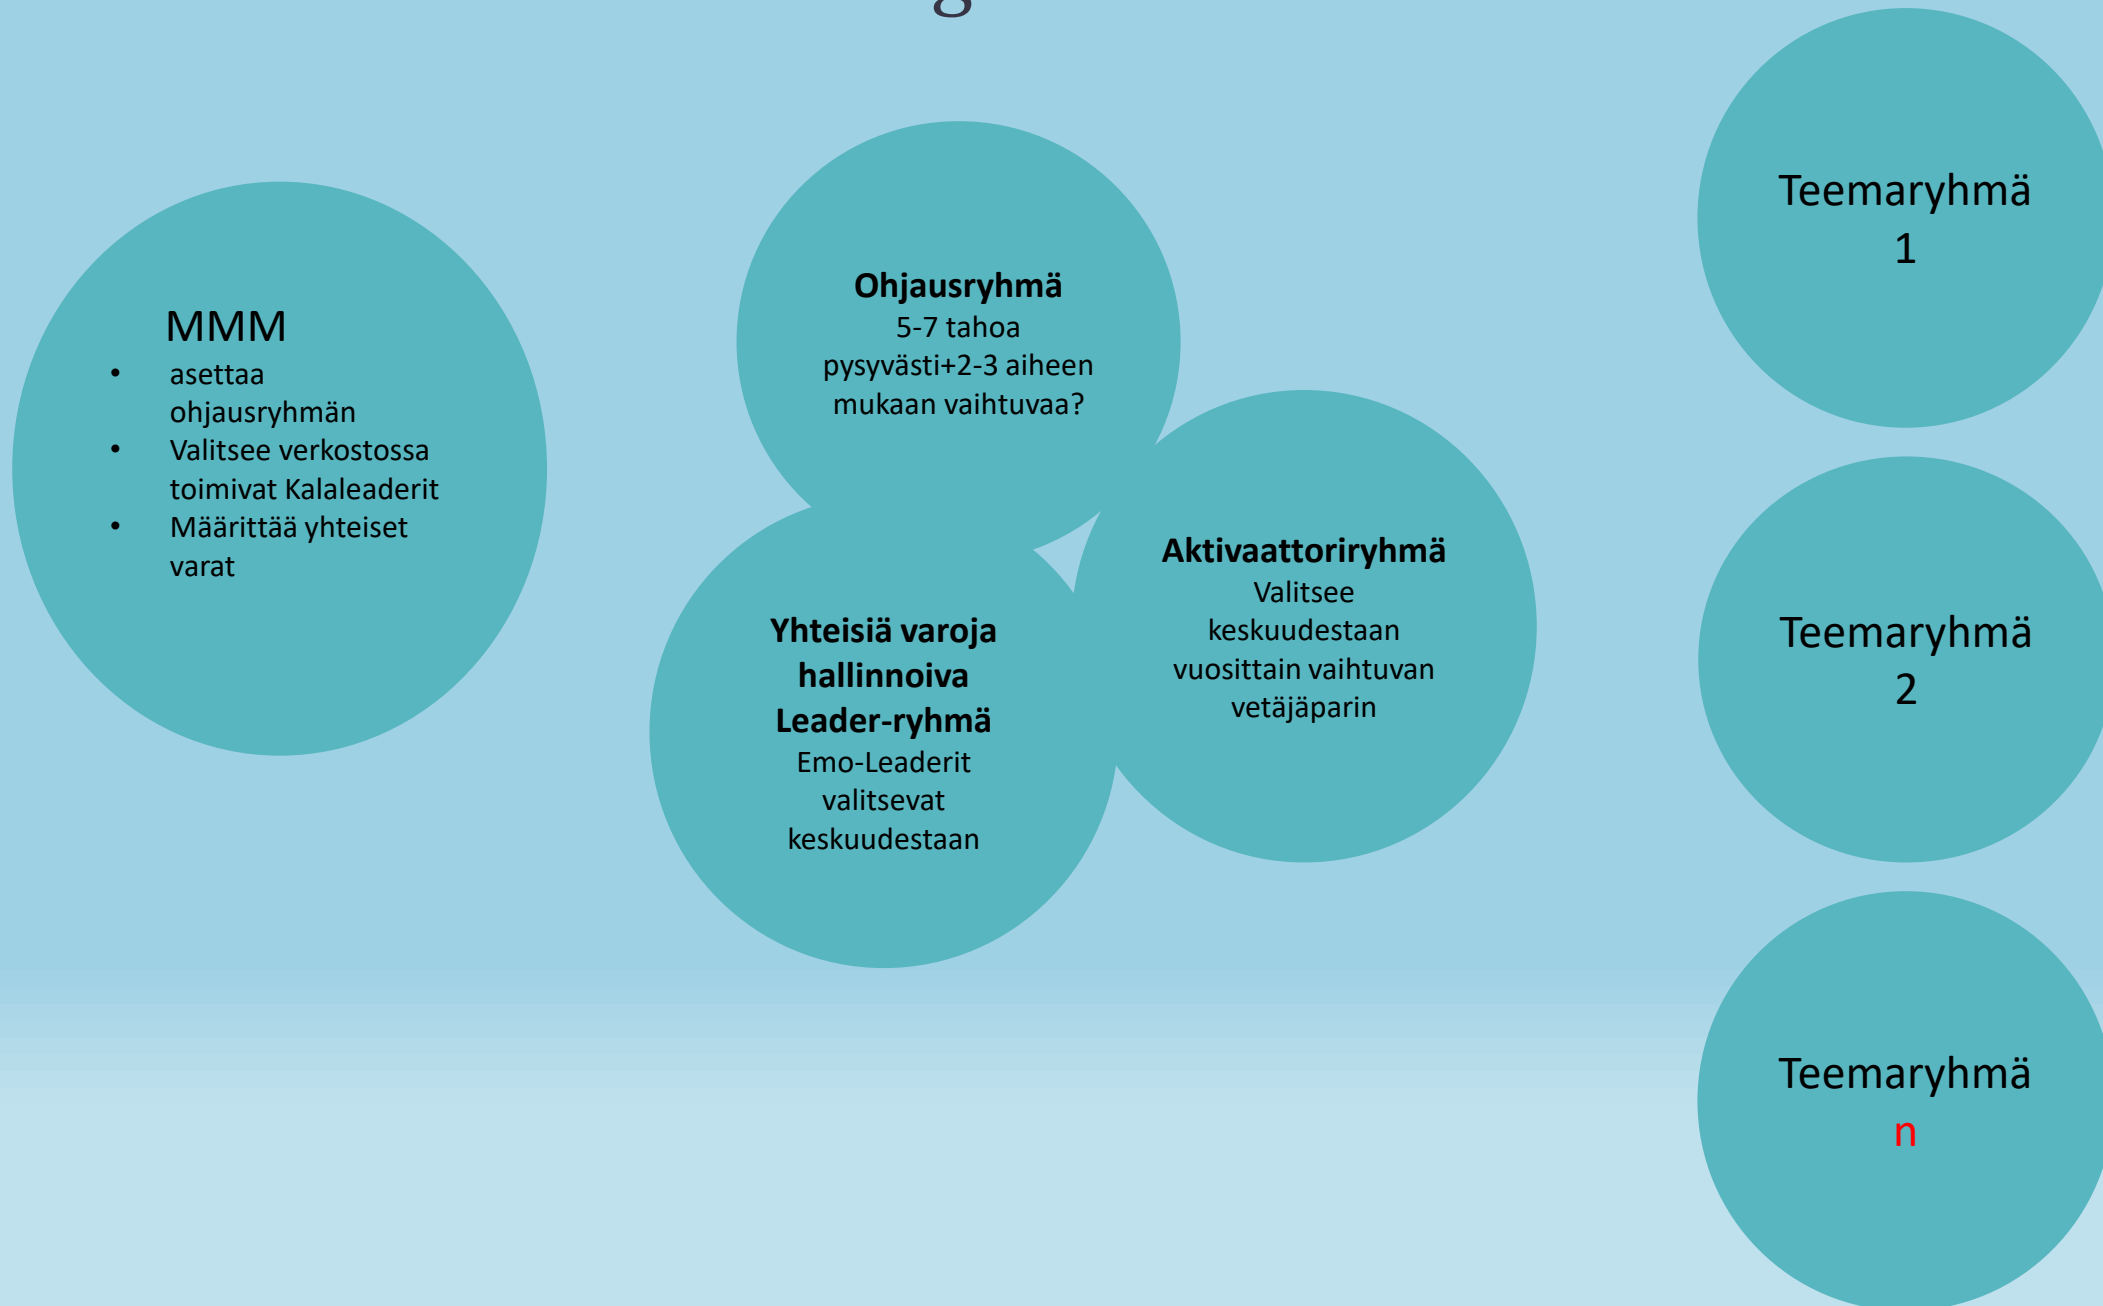 MMM
• asettaa
ohjausryhmän
• Valitsee verkostossa
toimivat Kalaleaderit
• Määrittää yhteiset
varat
Ohjausryhmä
5-7 tahoa
pysyvästi+2-3 aiheen
mukaan vaihtuvaa?
Yhteisiä varoja
hallinnoiva
Leader-ryhmä
Emo-Leaderit
valitsevat
keskuudestaan
Aktivaattoriryhmä
Valitsee
keskuudestaan
vuosittain vaihtuvan
vetäjäparin
Teemaryhmä
1
Teemaryhmä
2
Teemaryhmä
n